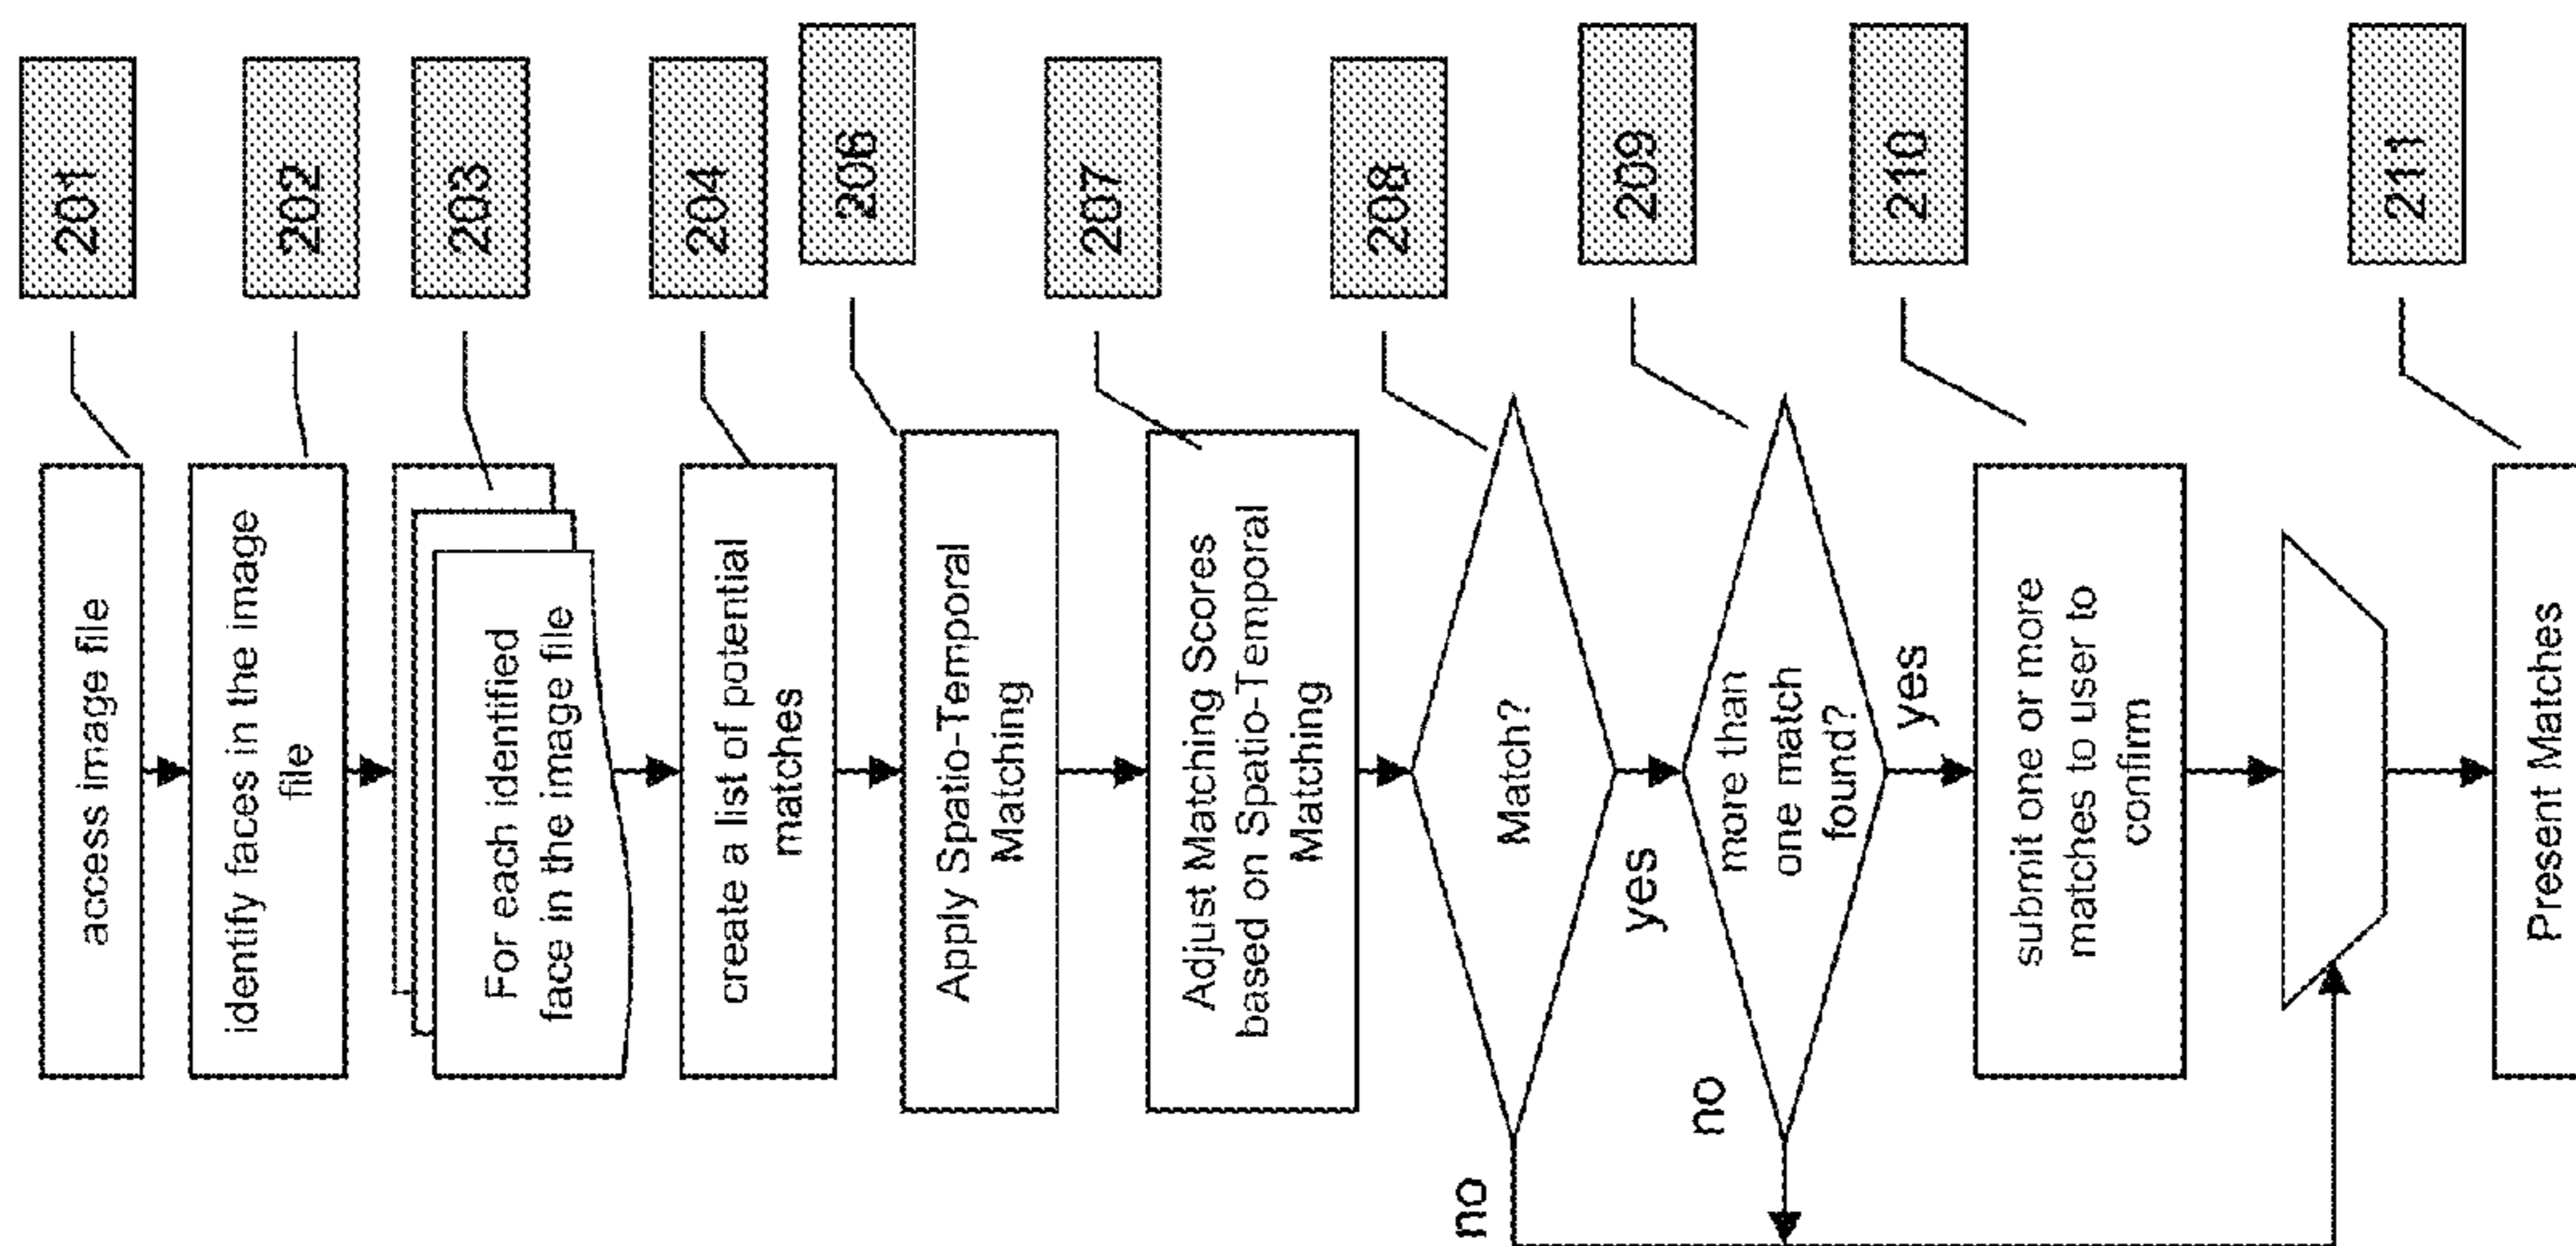 201
access image file
202
identify faces in the image
file
203
For each identified
face in the image file
204
create a list of potential
matches
206
Apply Spatio-Temporal
Matching
207
Adjust Matching Scores
based on Spatio-Temporal
Matching
208
Match?
no
yes
209
more than
one match
found?
no
yes
210
submit one or more
matches to user to
confirm
211
Present Matches